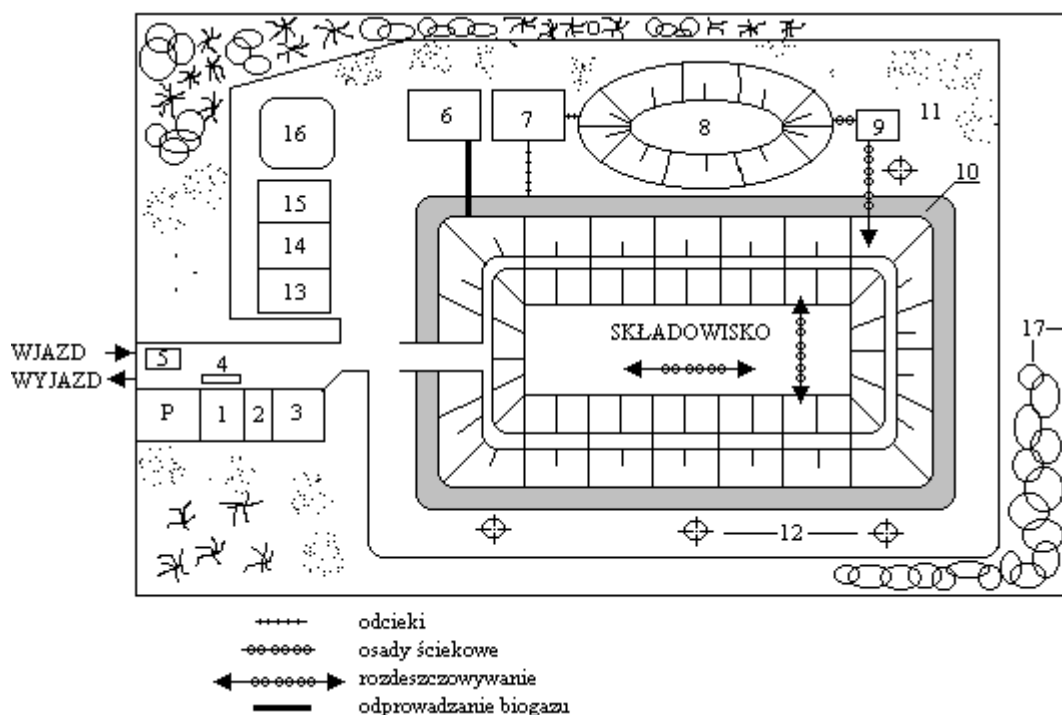 16
6
7
8
9
11
10
15
14
13
SKŁADOWISKO
WJAZD
5
4
WYJAZD
P
1
2
3
17
12
odcieki
osady ściekowe
rozdeszczowywanie
odprowadzanie biogazu